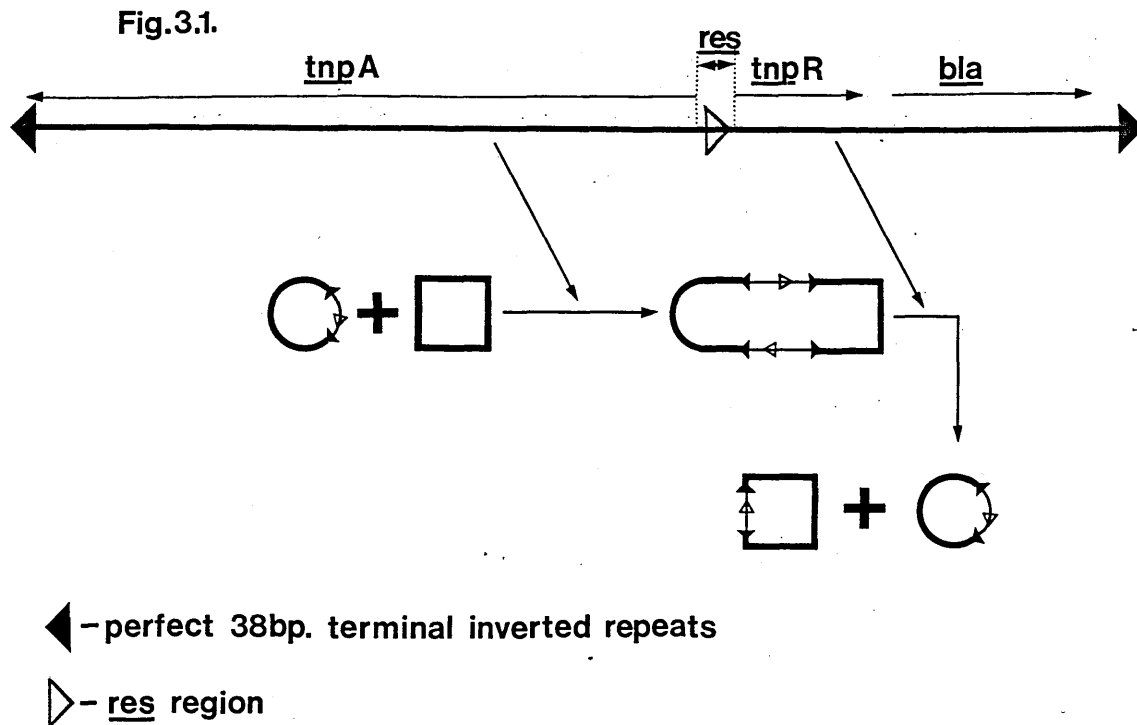 Fig.3.1.
res
tnpA
tnpR
bla
+
+
-perfect 38bp. terminal inverted repeats
- res region